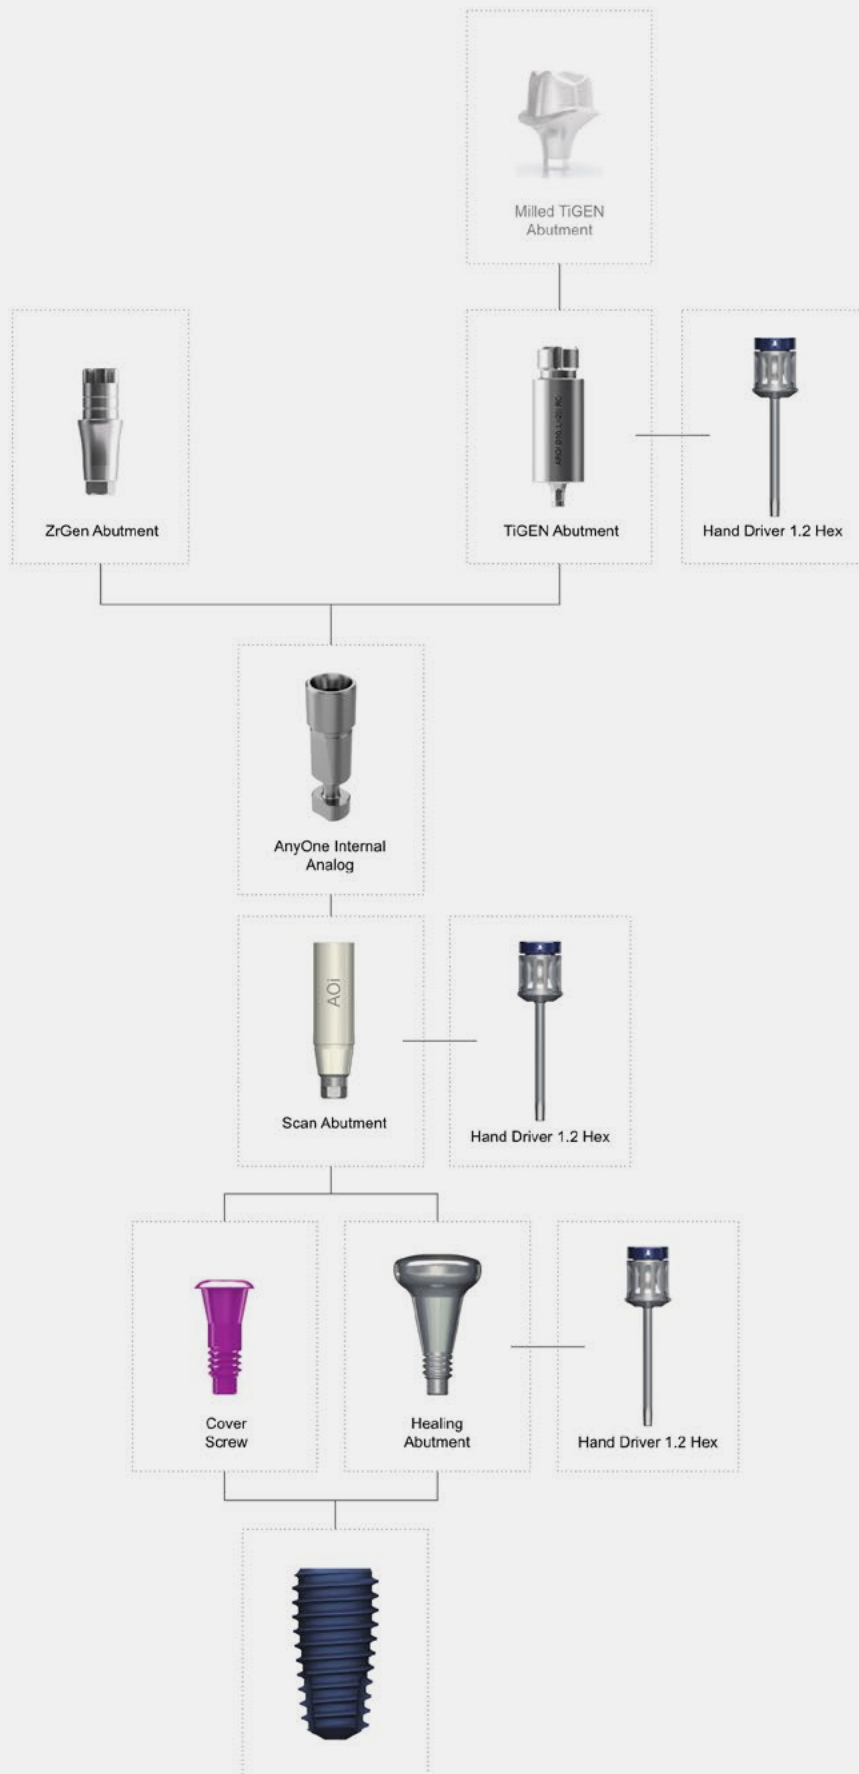 Milled TiGEN
Abutment
ZrGen Abutment
TiGEN Abutment
Hand Driver 1.2 Hex
AnyOne Internal
Analog
AOi
Scan Abutment
Hand Driver 1.2 Hex
Cover
Screw
Healing
Abutment
Hand Driver 1.2 Hex